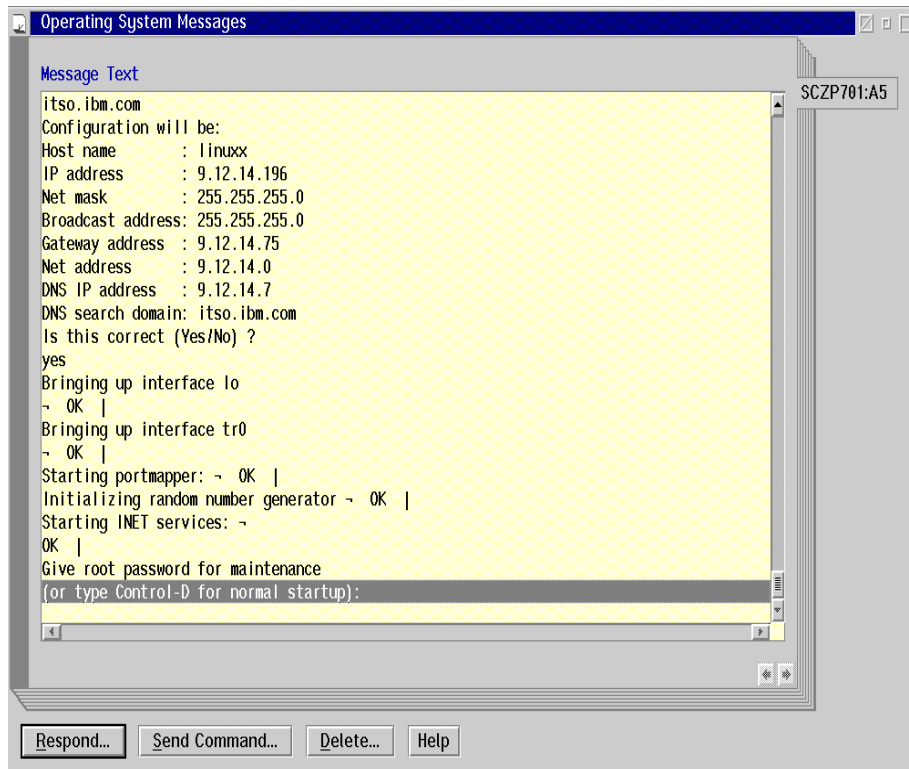 Operating System Messages
Message Text
SCZP701:A5
itso.ibm.com
Configuration will be:
Host name : linuxx
IP address : 9.12.14.196
Net mask : 255.255.255.0
Broadcast address: 255.255.255.0
Gateway address : 9.12.14.75
Net address : 9.12.14.0
DNS IP address : 9.12.14.7
DNS search domain: itso.ibm.com
Is this correct (Yes/No) ?
yes
Bringing up interface lo
¬ OK |
Bringing up interface tr0
¬ OK |
Starting portmapper: ¬ OK |
Initializing random number generator ¬ OK |
Starting INET services: ¬
OK |
Give root password for maintenance
(or type Control-D for normal startup):
Respond... Send Command... Delete... Help